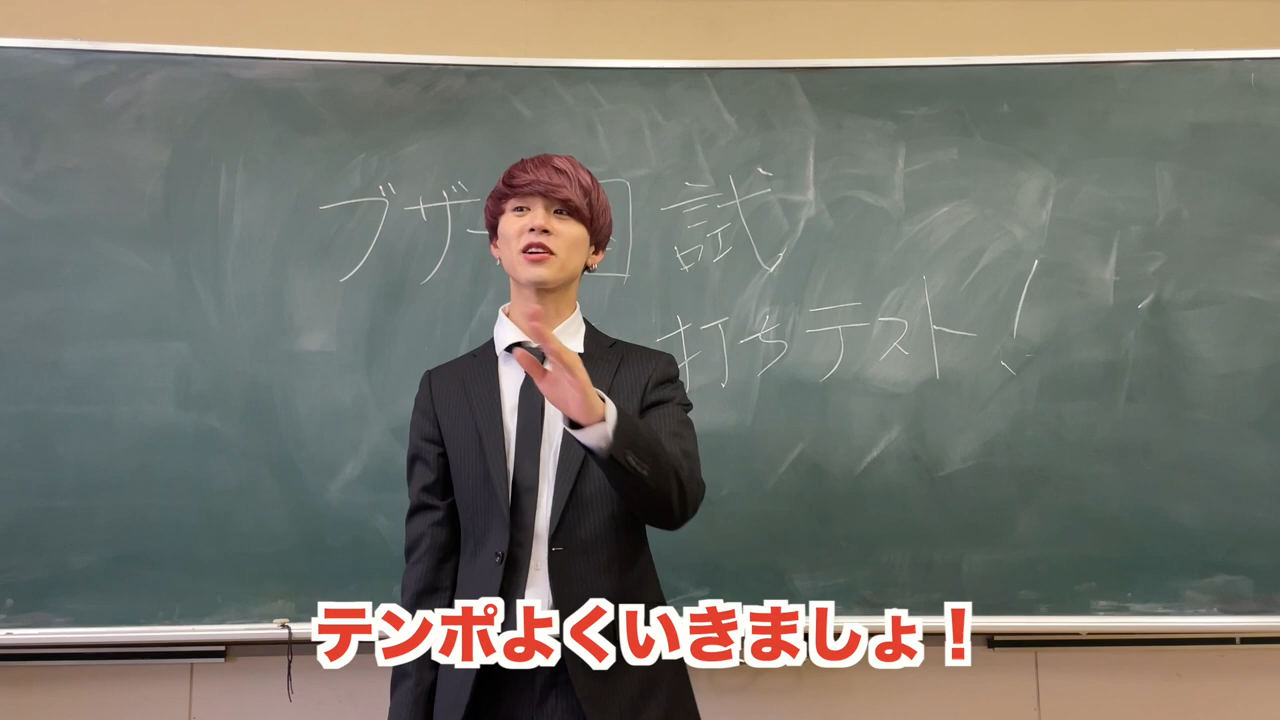 ブザー
試
打ちテスト!
テンポよくいきましょ！